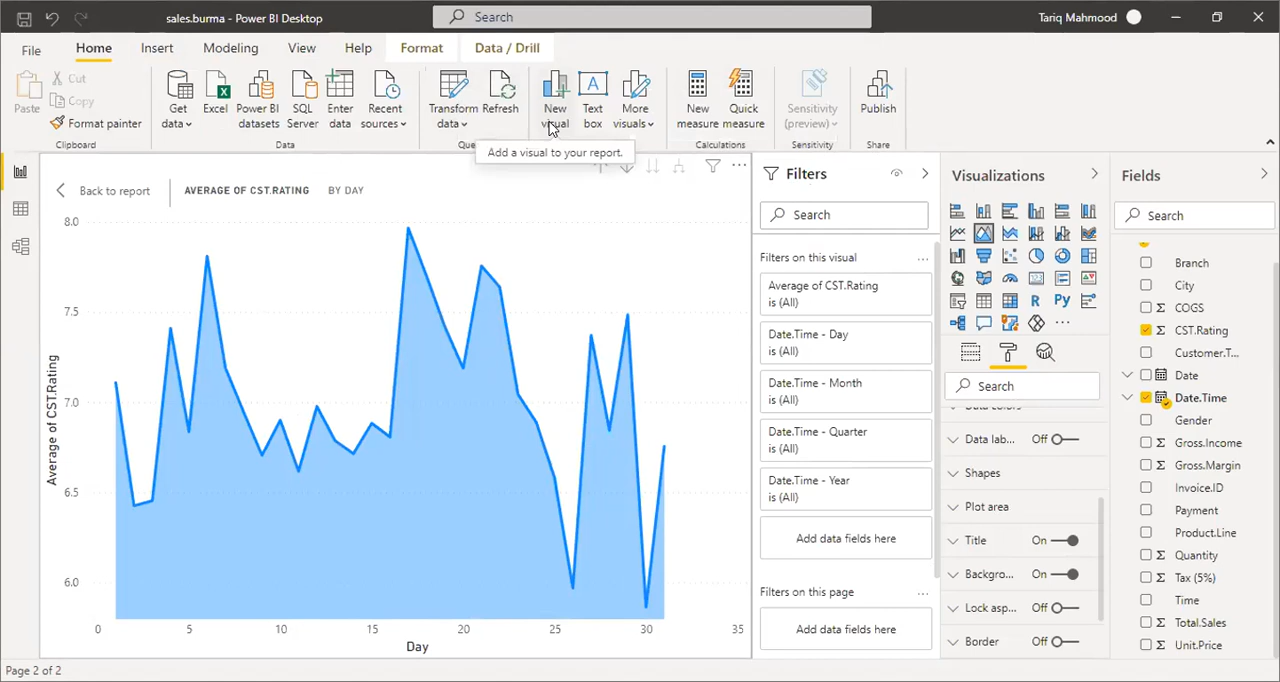 sales.burma - Power BI Desktop
Search
Tariq Mahmood
File
Home
Insert
Modeling
View
Help
Format
Data / Drill
Paste
Cut
Copy
Format painter
Clipboard
Get data
Excel
Power BI datasets
SQL Server
Enter data
Recent sources
Data
Transform data
Refresh
New visual
Text box
More visuals
New measure
Quick measure
Calculations
Sensitivity (preview)
Sensitivity
Publish
Share
Add a visual to your report.
Back to report
AVERAGE OF CST.RATING
BY DAY
8.0
7.5
7.0
6.5
6.0
Average of CST.Rating
0
5
10
15
20
25
30
35
Day
Filters
Search
Filters on this visual
...
Average of CST.Rating
is (All)
Date.Time - Day
is (All)
Date.Time - Month
is (All)
Date.Time - Quarter
is (All)
Date.Time - Year
is (All)
Add data fields here
Filters on this page
...
Add data fields here
Visualizations
R
Py
Search
Data colors
Data lab...
Off
Shapes
Plot area
Title
On
Backgro...
On
Lock asp...
Off
Border
Off
Fields
Search
Branch
City
COGS
CST.Rating
Customer.T...
Date
Date.Time
Gender
Gross.Income
Gross.Margin
Invoice.ID
Payment
Product.Line
Quantity
Tax (5%)
Time
Total.Sales
Unit.Price
Page 2 of 2